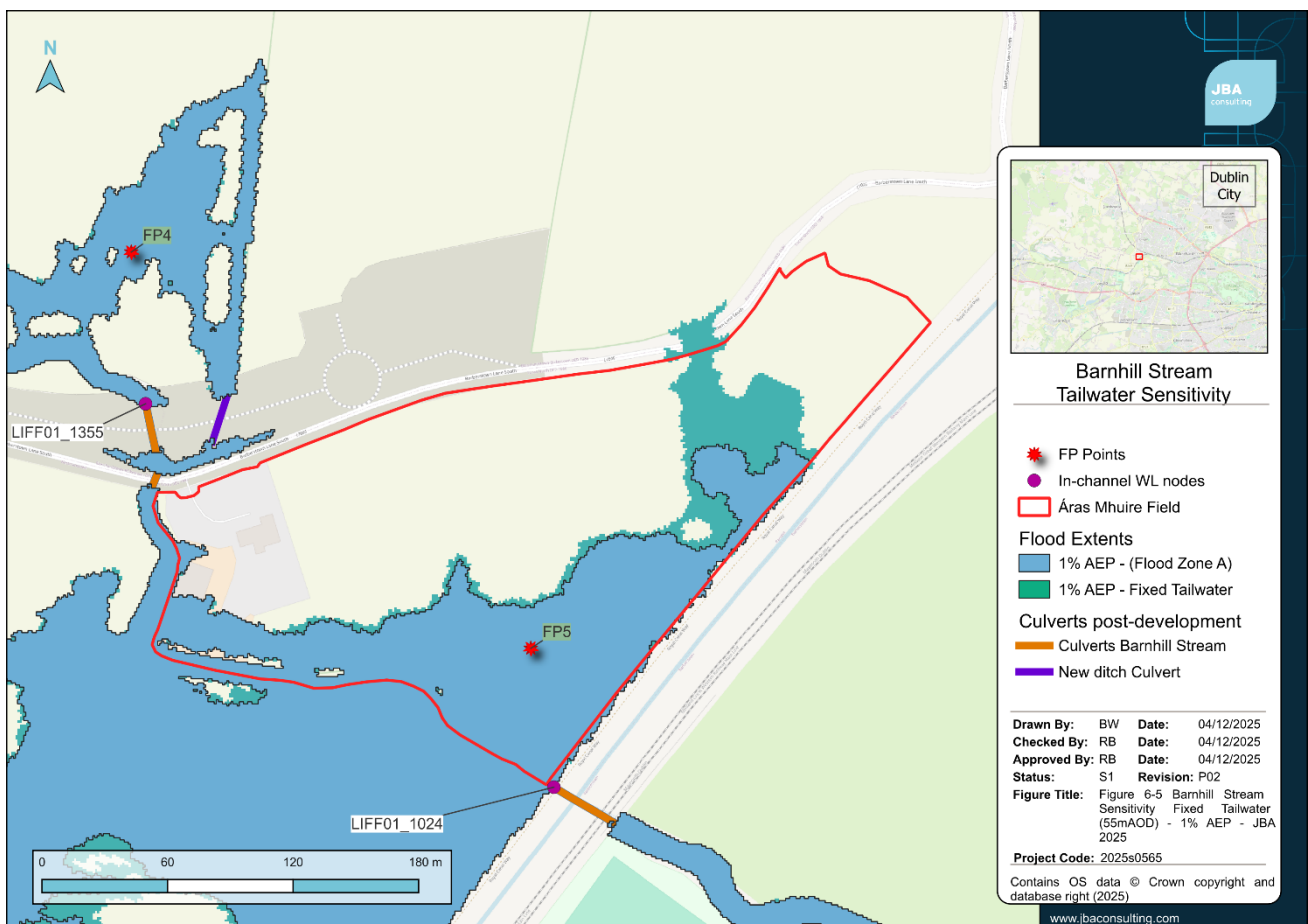 N
JBA
consulting
Dublin
City
FP4
LIFF01_1355
FP5
LIFF01_1024
0 60 120 180 m
Barnhill Stream
Tailwater Sensitivity
FP Points
In-channel WL nodes
Áras Mhuire Field
Flood Extents
1% AEP - (Flood Zone A)
1% AEP - Fixed Tailwater
Culverts post-development
Culverts Barnhill Stream
New ditch Culvert
Drawn By: BW Date: 04/12/2025
Checked By: RB Date: 04/12/2025
Approved By: RB Date: 04/12/2025
Status: S1 Revision: P02
Figure Title: Figure 6-5 Barnhill Stream
Sensitivity Fixed Tailwater
(55mAOD) - 1% AEP - JBA
2025
Project Code: 2025s0565
Contains OS data © Crown copyright and
database right (2025)
www.jbaconsulting.com